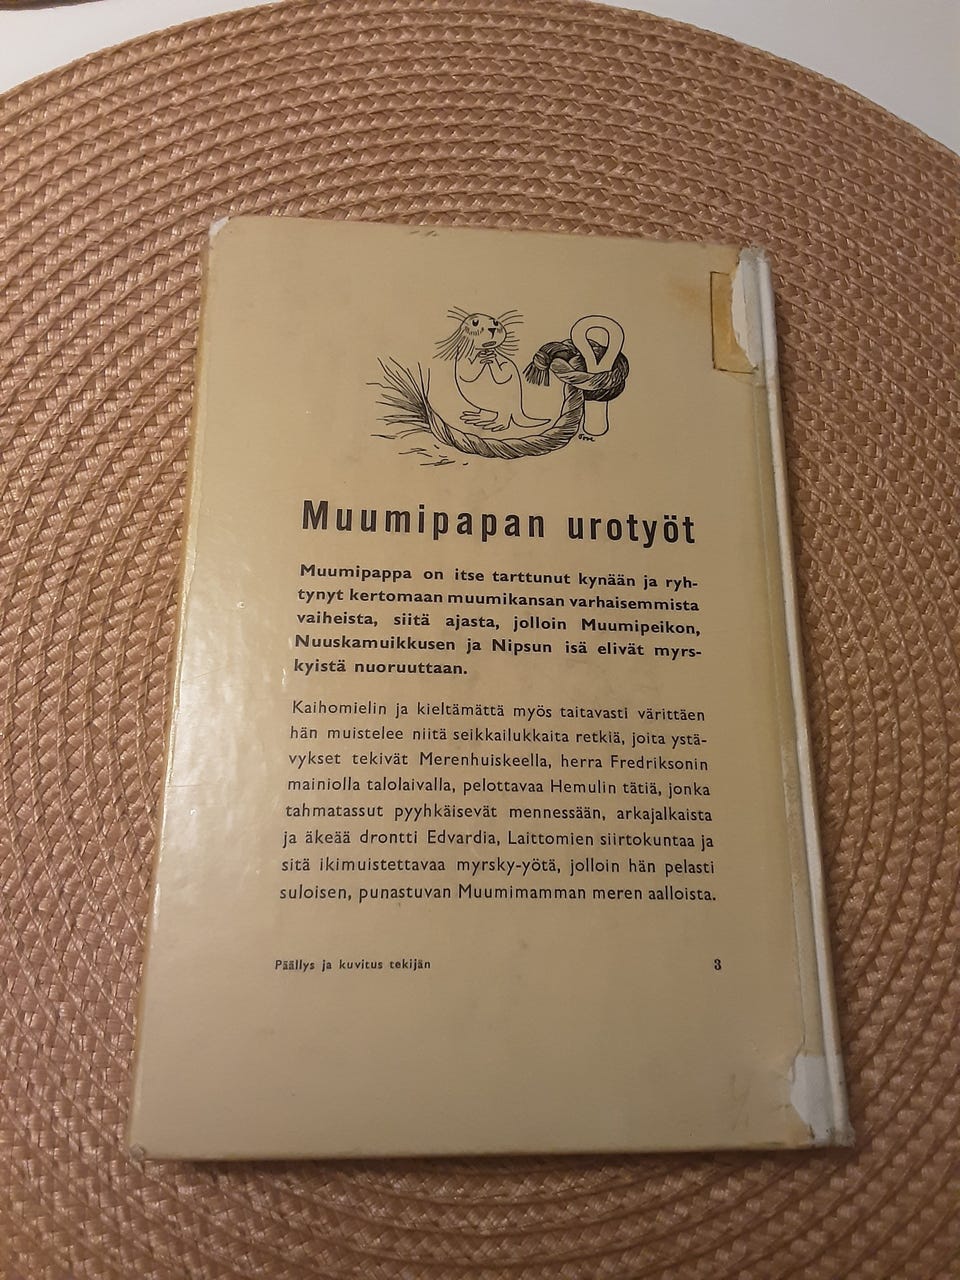 Tove
Muumipapan urotyöt
Muumipappa on itse tarttunut kynään ja ryh-
tynyt kertomaan muumikansan varhaisemmista
vaiheista, siitä ajasta, jolloin Muumipeikon,
Nuuskamuikkusen ja Nipsun isä elivät myrs-
kyistä nuoruuttaan.
Kaihomielin ja kieltämättä myös taitavasti värittäen
hän muistelee niitä seikkailukkaita retkiä, joita ystä-
vykset tekivät Merenhuiskeella, herra Fredriksonin
mainiolla talolaivalla, pelottavaa Hemulin tätiä, jonka
tahmatassut pyyhkäisevät mennessään, arkajalkaista
ja äkeää drontti Edvardia, Laittomien siirtokuntaa ja
sitä ikimuistettavaa myrsky-yötä, jolloin hän pelasti
suloisen, punastuvan Muumimamman meren aalloista.
Päällys ja kuvitus tekijän
3